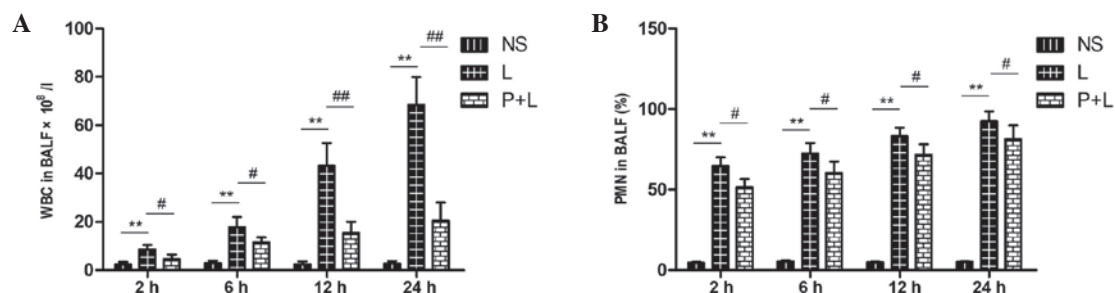 A
WBC in BALF × 10⁸ /l
100
80
60
40
20
0
** #
** #
** ##
** ##
2 h 6 h 12 h 24 h
NS
L
P+L
B
PMN in BALF (%)
150
100
50
0
** #
** #
** #
** #
2 h 6 h 12 h 24 h
NS
L
P+L